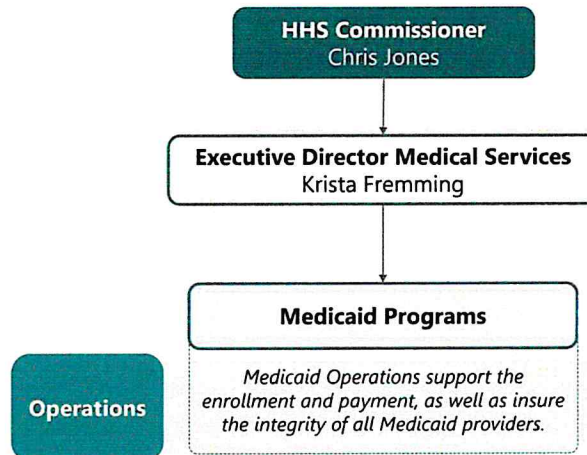 HHS Commissioner
Chris Jones
Executive Director Medical Services
Krista Fremming
Medicaid Programs
Operations
Medicaid Operations support the
enrollment and payment, as well as insure
the integrity of all Medicaid providers.